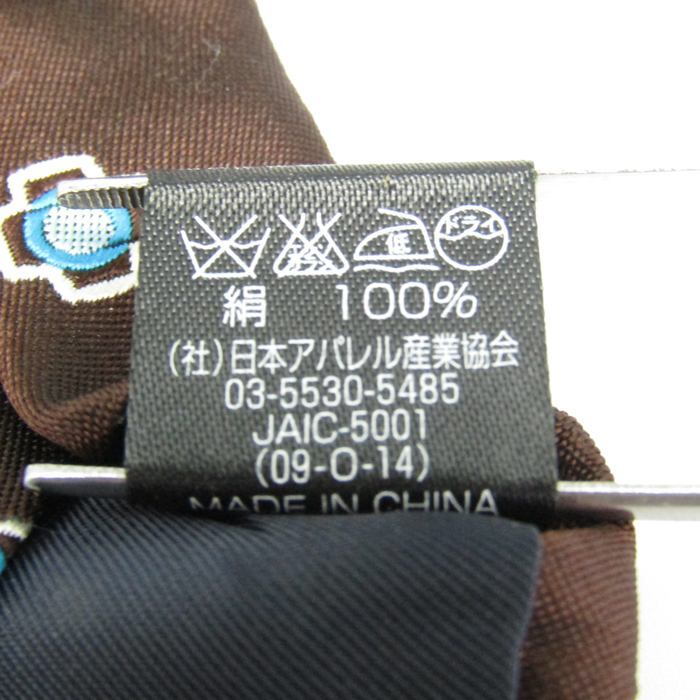 低 ドライ
絹 100%
(社)日本アパレル産業協会
03-5530-5485
JAIC-5001
(09-O-14)
MADE IN CHINA